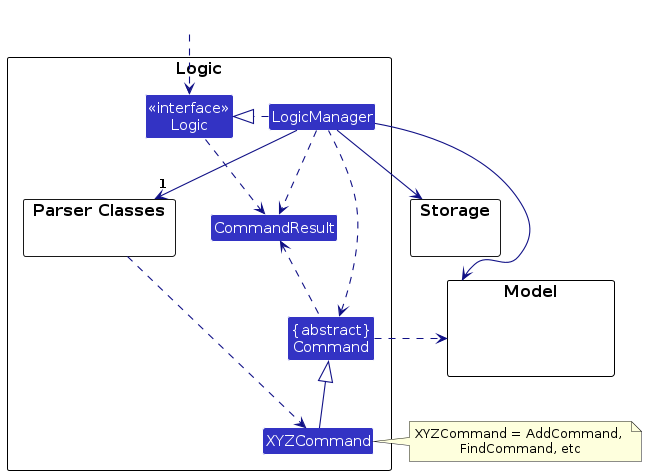 Logic
«interface»
Logic
LogicManager
1
Parser Classes
Storage
CommandResult
Model
{abstract}
Command
XYZCommand
XYZCommand = AddCommand,
FindCommand, etc